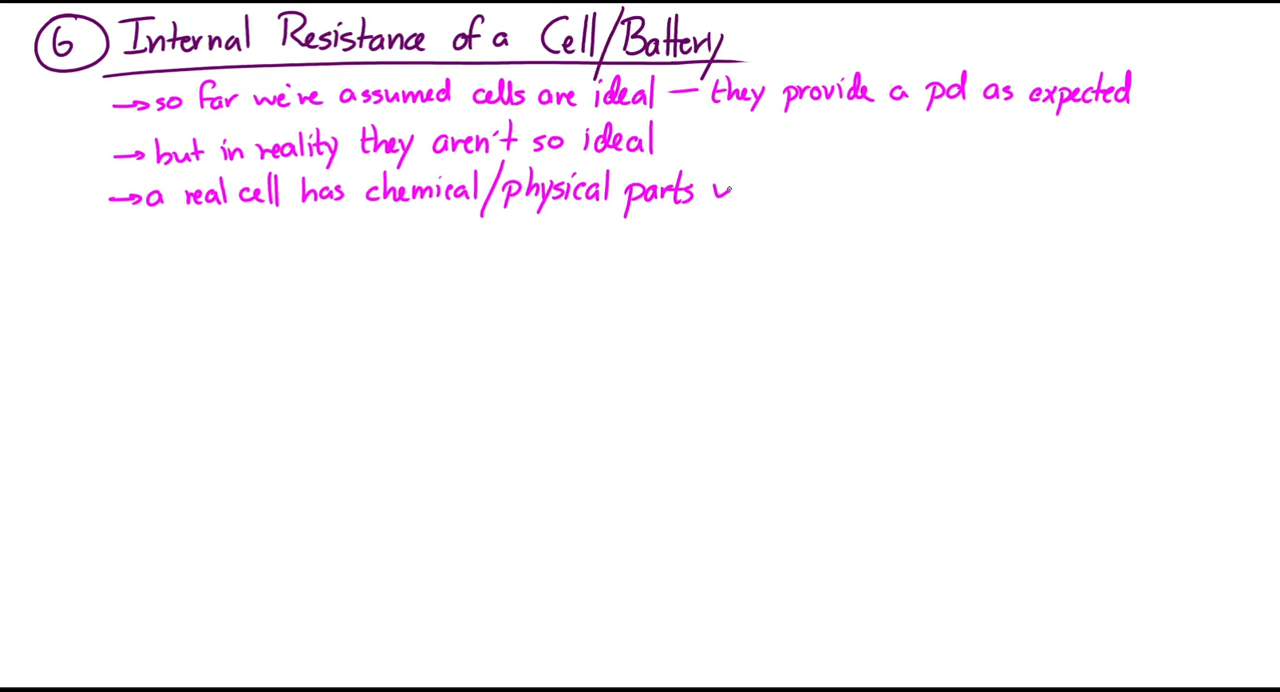 6 Internal Resistance of a Cell/Battery
→ so far we've assumed cells are ideal — they provide a pd as expected
→ but in reality they aren't so ideal
→ a real cell has chemical/physical parts